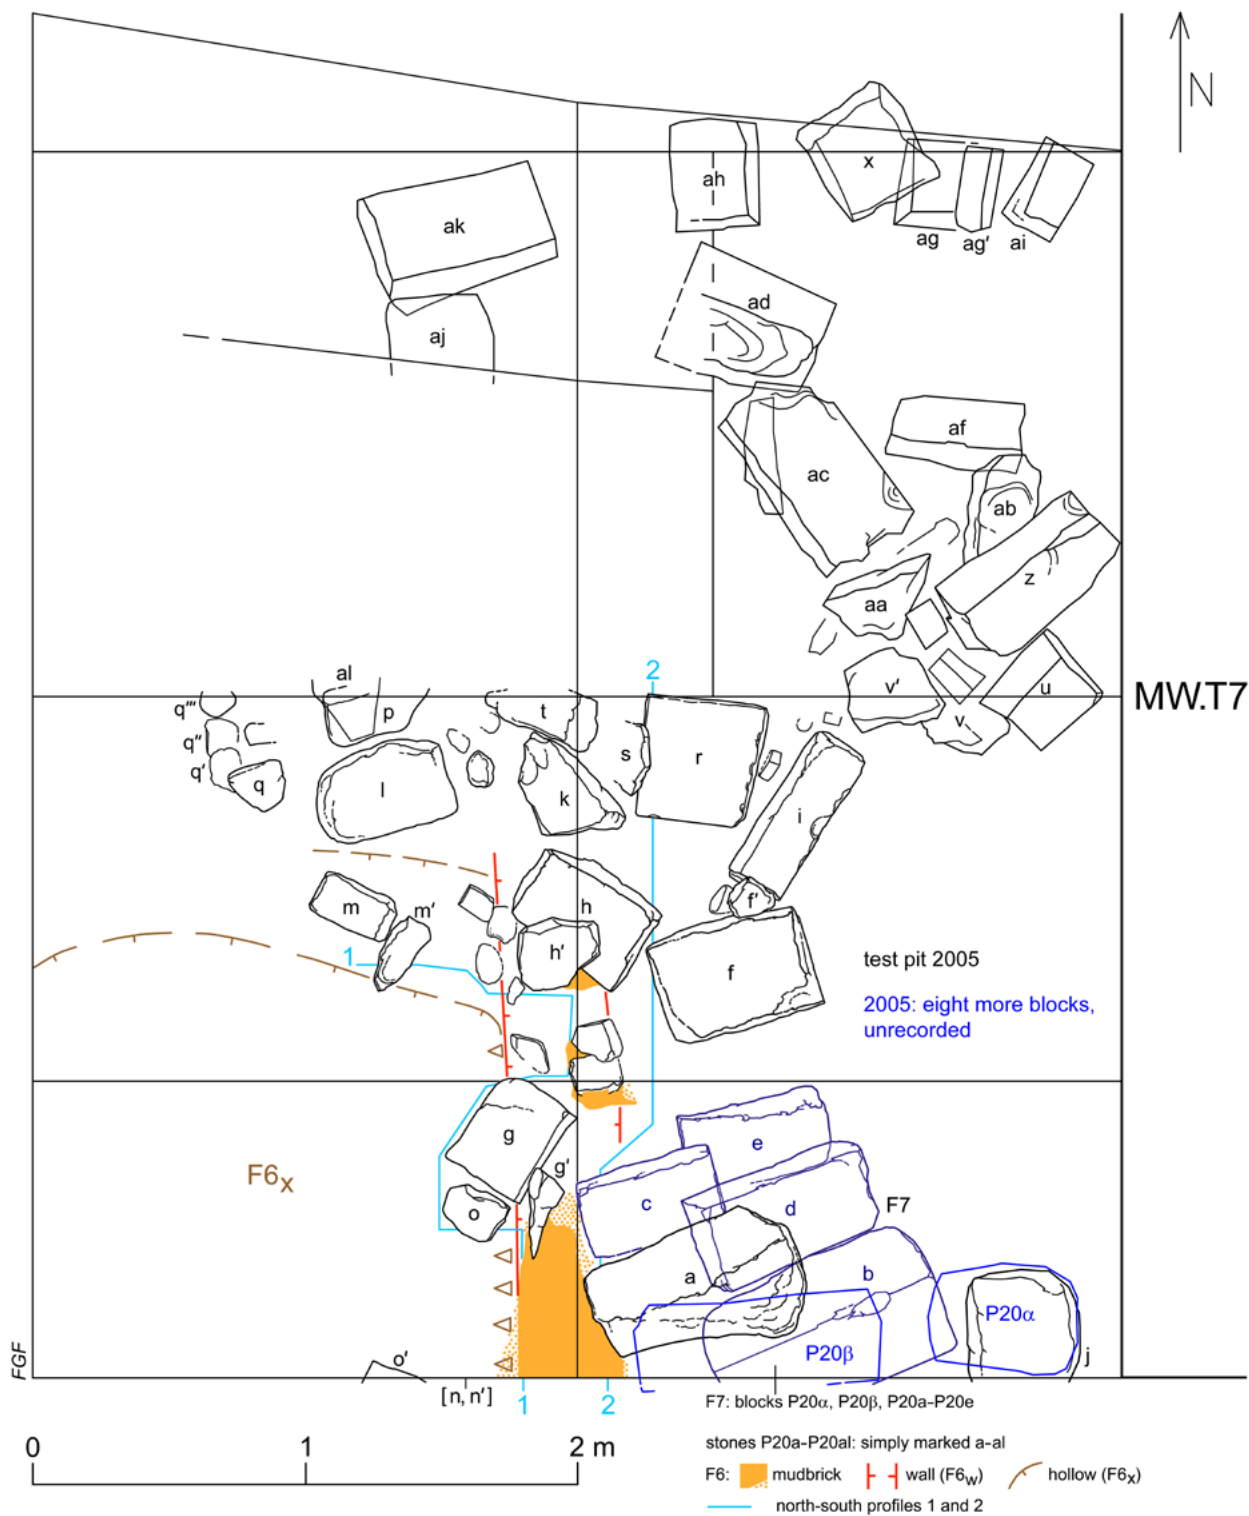 N
x
ah
ak
ag
ag'
ai
ad
aj
af
ac
ab
z
aa
2
al
v'
u
MW.T7
q'''
p
t
v
q''
s
r
q'
q
l
k
i
f'
m
m'
h
h'
1
f
test pit 2005
2005: eight more blocks,
unrecorded
g
e
g'
F6x
c
d
F7
o
a
b
P20α
P20β
j
FGF
o'
[n, n']
1
2
F7: blocks P20α, P20β, P20a–P20e
0
1
2 m
stones P20a–P20al: simply marked a–al
F6:
mudbrick
wall (F6w)
hollow (F6x)
north-south profiles 1 and 2